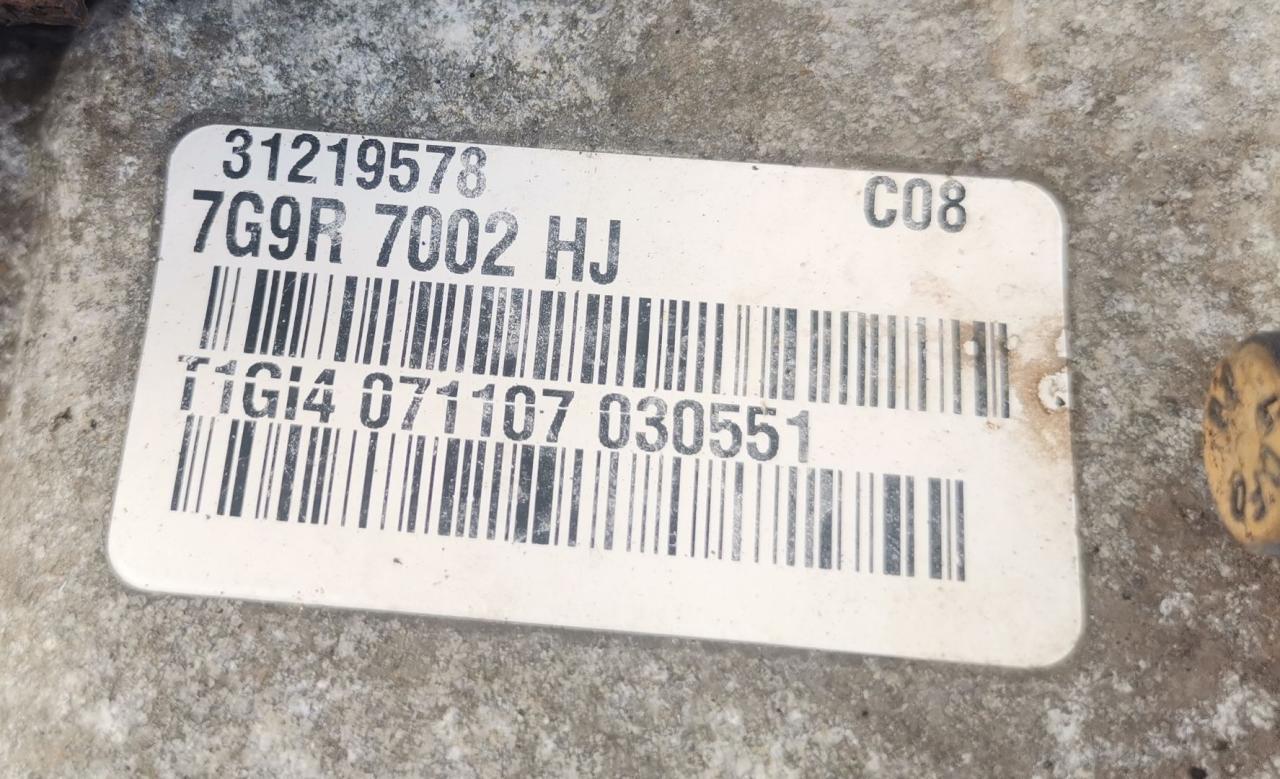 31219578 C08
7G9R 7002 HJ
T1GI4 071107 030551